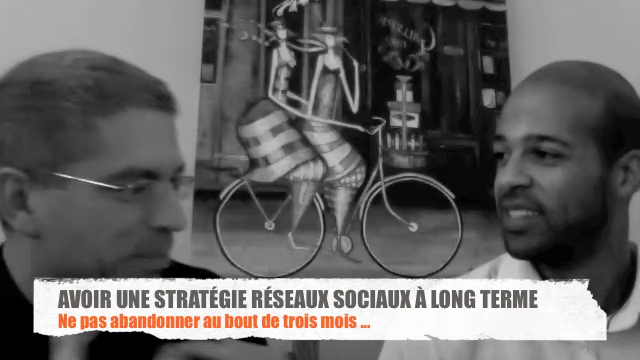 AVOIR UNE STRATÉGIE RÉSEAUX SOCIAUX À LONG TERME
Ne pas abandonner au bout de trois mois ...